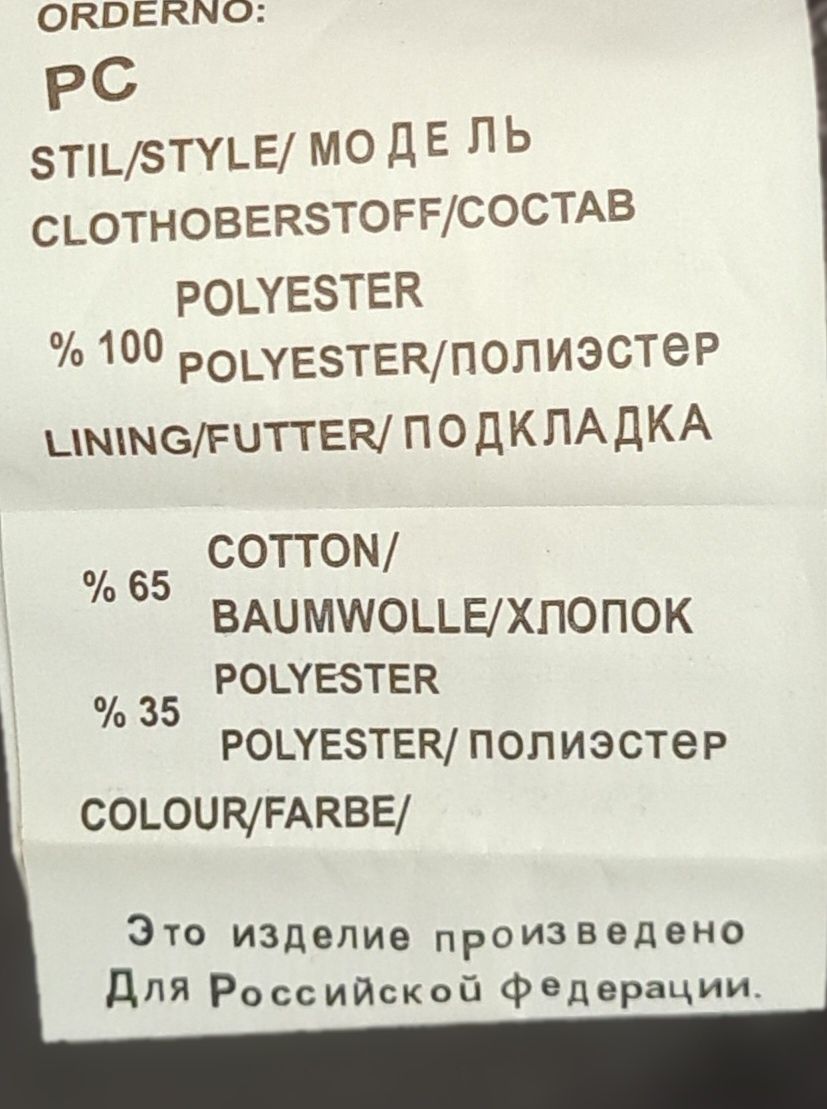 ORDERNO:
PC
STIL/STYLE/ МОДЕЛЬ
CLOTHOBERSTOFF/СОСТАВ
POLYESTER
% 100
POLYESTER/полиэстер
LINING/FUTTER/ ПОДКЛАДКА
COTTON/
% 65
BAUMWOLLE/ХЛОПОК
POLYESTER
% 35
POLYESTER/ полиэстер
COLOUR/FARBE/
Это изделие произведено
Для Российской федерации.